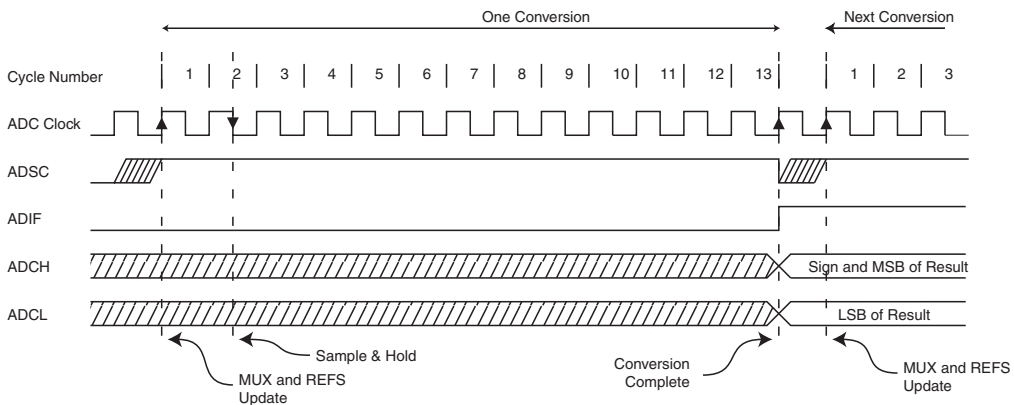 One Conversion
Next Conversion
Cycle Number 1 2 3 4 5 6 7 8 9 10 11 12 13 1 2 3
ADC Clock
ADSC
ADIF
ADCH Sign and MSB of Result
ADCL LSB of Result
MUX and REFS
Update
Sample & Hold
Conversion
Complete
MUX and REFS
Update